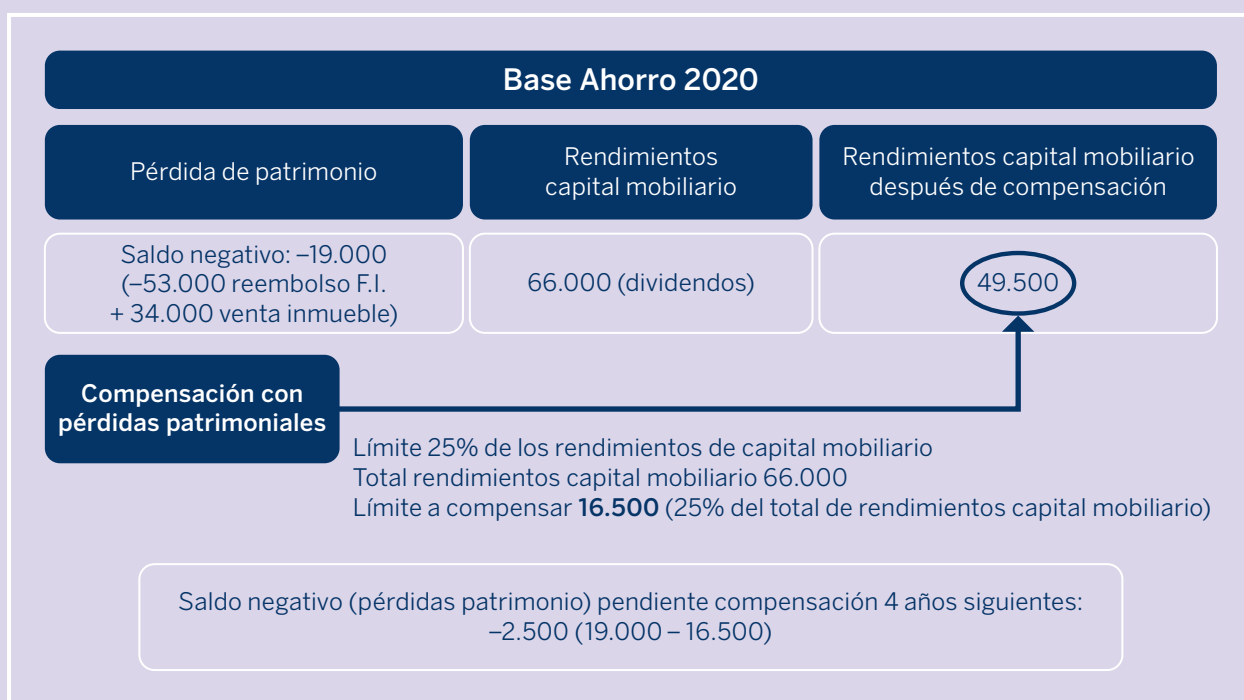 Base Ahorro 2020
Pérdida de patrimonio
Rendimientos
capital mobiliario
Rendimientos capital mobiliario
después de compensación
Saldo negativo: –19.000
(–53.000 reembolso F.I.
+ 34.000 venta inmueble)
66.000 (dividendos)
49.500
Compensación con
pérdidas patrimoniales
Límite 25% de los rendimientos de capital mobiliario
Total rendimientos capital mobiliario 66.000
Límite a compensar 16.500 (25% del total de rendimientos capital mobiliario)
Saldo negativo (pérdidas patrimonio) pendiente compensación 4 años siguientes:
–2.500 (19.000 – 16.500)